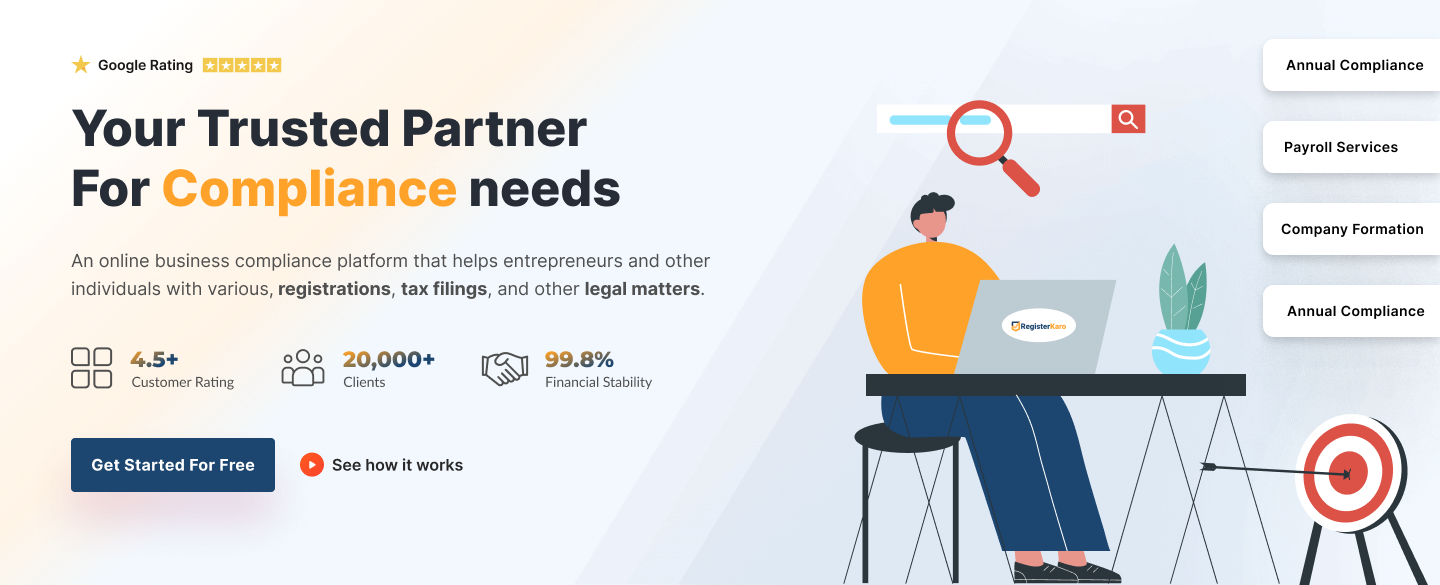 Google Rating
Your Trusted Partner
For Compliance needs
An online business compliance platform that helps entrepreneurs and other
individuals with various, registrations, tax filings, and other legal matters.
4.5+
Customer Rating
20,000+
Clients
99.8%
Financial Stability
Get Started For Free
See how it works
RegisterKaro
Annual Compliance
Payroll Services
Company Formation
Annual Compliance